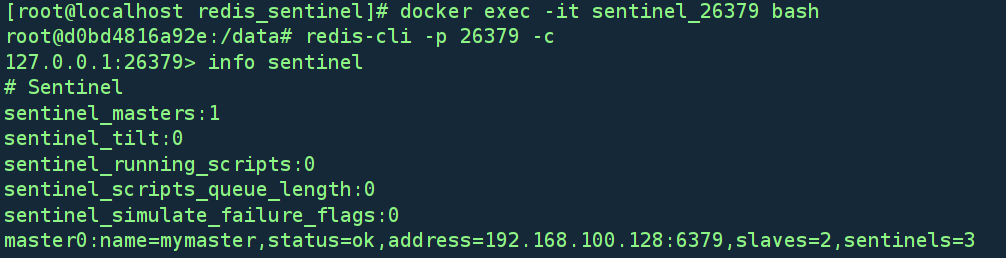 [root@localhost redis_sentinel]# docker exec -it sentinel_26379 bash
root@d0bd4816a92e:/data# redis-cli -p 26379 -c
127.0.0.1:26379> info sentinel
# Sentinel
sentinel_masters:1
sentinel_tilt:0
sentinel_running_scripts:0
sentinel_scripts_queue_length:0
sentinel_simulate_failure_flags:0
master0:name=mymaster,status=ok,address=192.168.100.128:6379,slaves=2,sentinels=3